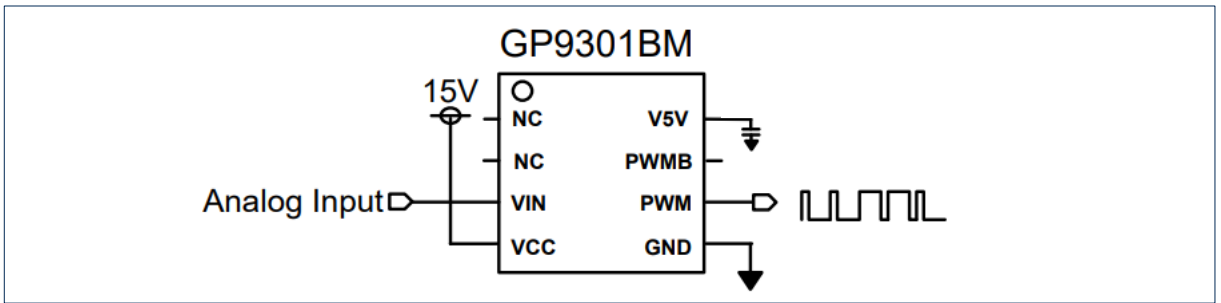 GP9301BM
15V
NC V5V
NC PWMB
Analog Input VIN PWM
VCC GND